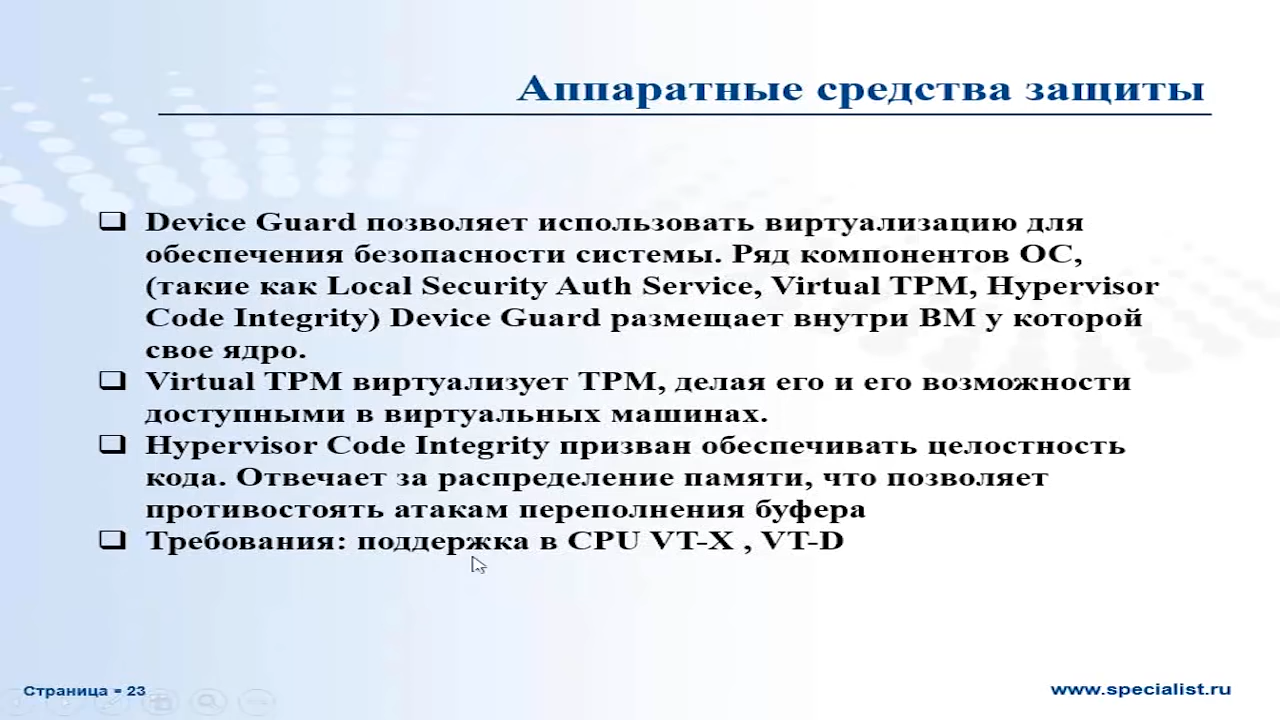 Аппаратные средства защиты
Device Guard позволяет использовать виртуализацию для
обеспечения безопасности системы. Ряд компонентов ОС,
(такие как Local Security Auth Service, Virtual TPM, Hypervisor
Code Integrity) Device Guard размещает внутри ВМ у которой
свое ядро.
Virtual TPM виртуализует TPM, делая его и его возможности
доступными в виртуальных машинах.
Hypervisor Code Integrity призван обеспечивать целостность
кода. Отвечает за распределение памяти, что позволяет
противостоять атакам переполнения буфера
Требования: поддержка в CPU VT-X , VT-D
Страница = 23
www.specialist.ru